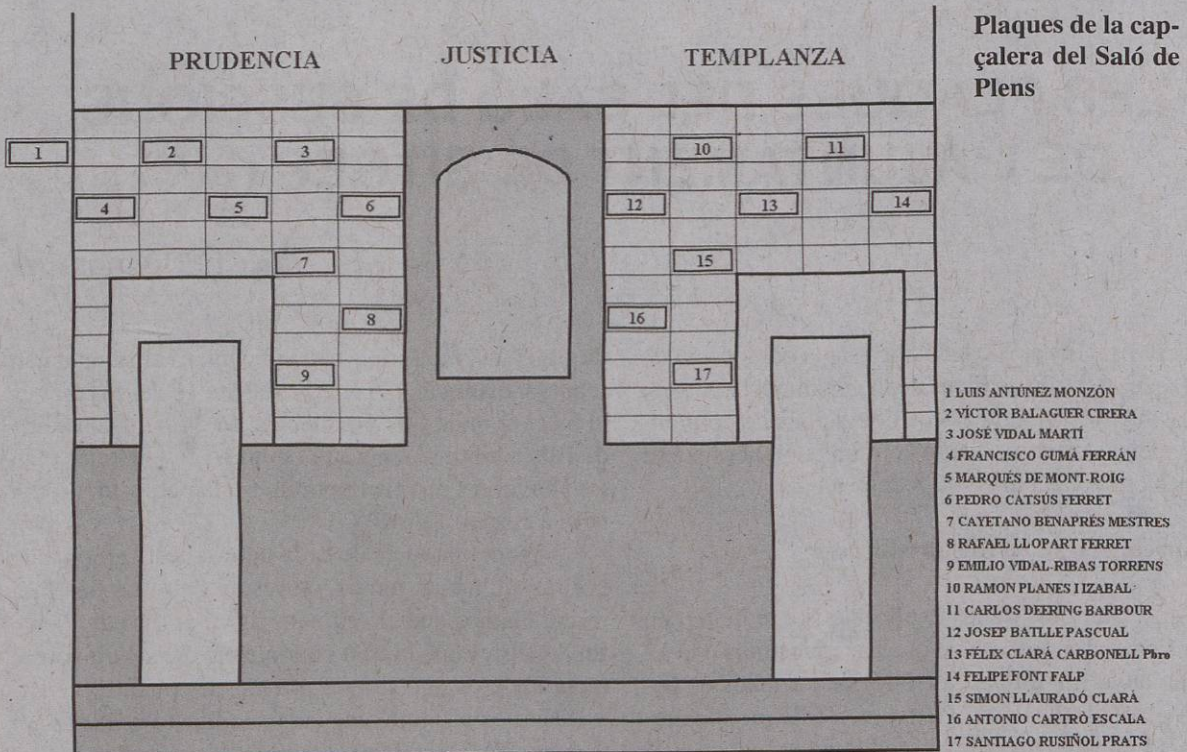 Plaques de la cap-
çalera del Saló de
Plens
PRUDENCIA
JUSTICIA
TEMPLANZA
1
2
3
10
11
4
5
6
12
13
14
7
15
8
16
9
17
1 LUIS ANTÚNEZ MONZÓN
2 VÍCTOR BALAGUER CIRERA
3 JOSÉ VIDAL MARTÍ
4 FRANCISCO GUMÁ FERRÁN
5 MARQUÉS DE MONT-ROIG
6 PEDRO CATSÚS FERRET
7 CAYETANO BENAPRÉS MESTRES
8 RAFAEL LLOPART FERRET
9 EMILIO VIDAL-RIBAS TORRENS
10 RAMON PLANES I IZABAL
11 CARLOS DEERING BARBOUR
12 JOSEP BATLLE PASCUAL
13 FÉLIX CLARÁ CARBONELL Pbro
14 FELIPE FONT FALP
15 SIMON LLAURADÓ CLARÁ
16 ANTONIO CARTRÓ ESCALA
17 SANTIAGO RUSIÑOL PRATS